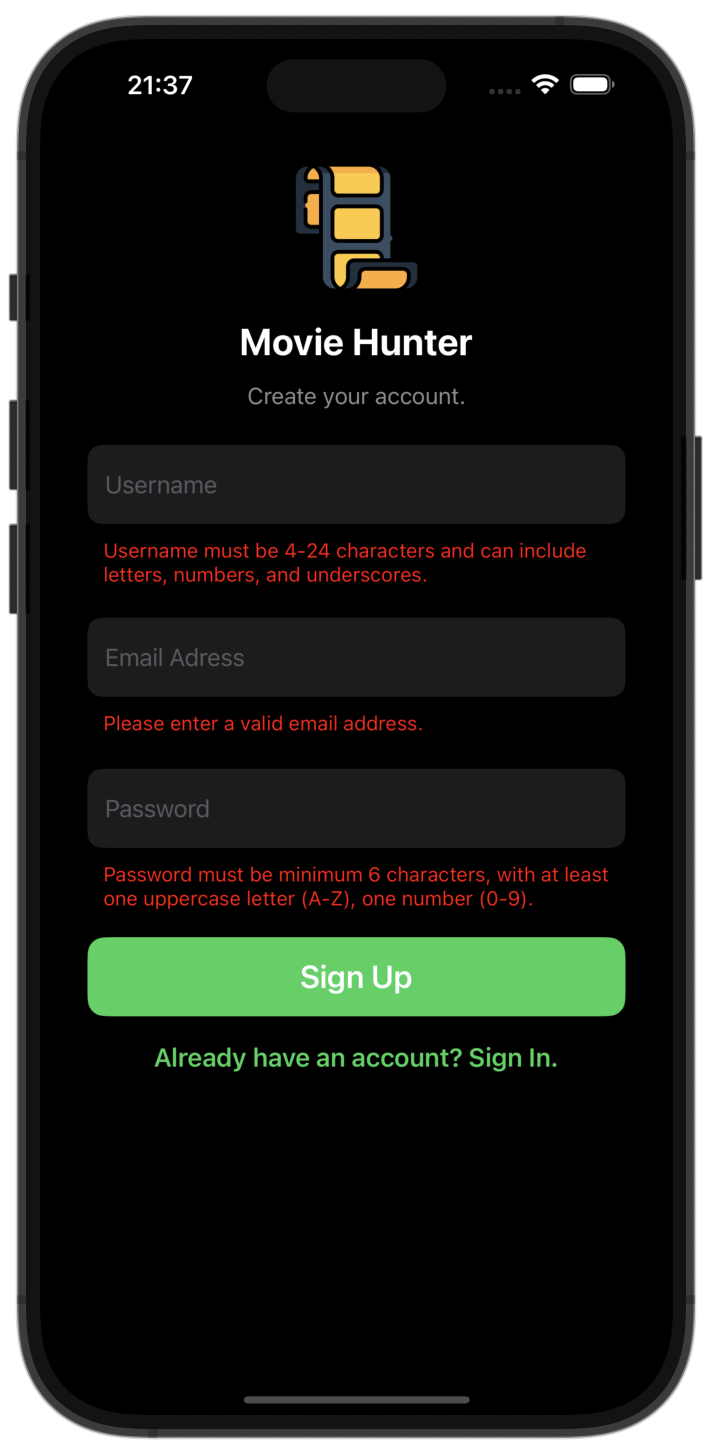 21:37
Movie Hunter
Create your account.
Username
Username must be 4-24 characters and can include
letters, numbers, and underscores.
Email Adress
Please enter a valid email address.
Password
Password must be minimum 6 characters, with at least
one uppercase letter (A-Z), one number (0-9).
Sign Up
Already have an account? Sign In.